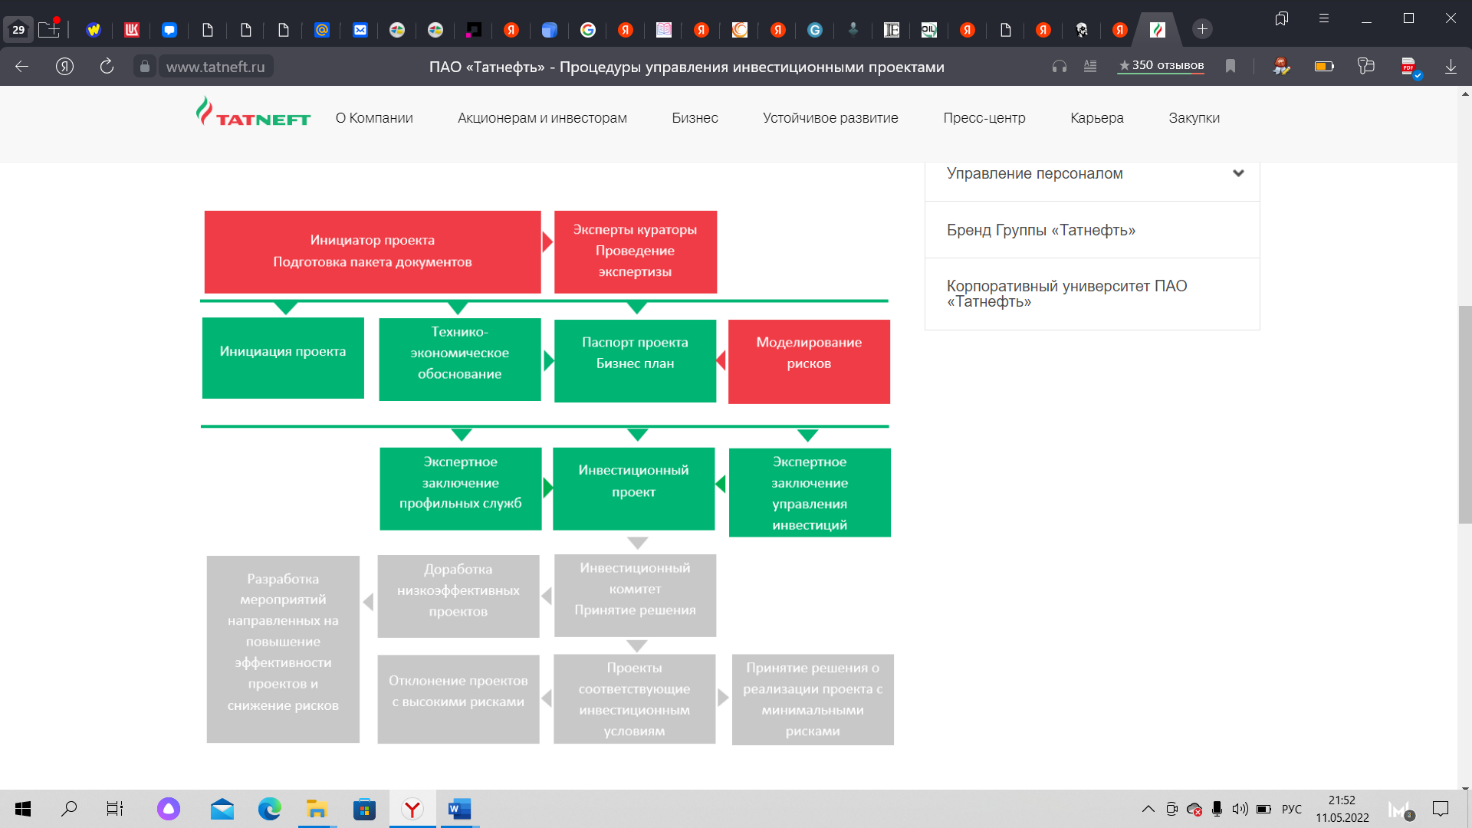 29
www.tatneft.ru
ПАО «Татнефть» - Процедуры управления инвестиционными проектами
★350 отзывов
TATNEFT
О Компании
Акционерам и инвесторам
Бизнес
Устойчивое развитие
Пресс-центр
Карьера
Закупки
Управление персоналом
Бренд Группы «Татнефть»
Корпоративный университет ПАО
«Татнефть»
Инициатор проекта
Подготовка пакета документов
Эксперты кураторы
Проведение
экспертизы
Инициация проекта
Технико-
экономическое
обоснование
Паспорт проекта
Бизнес план
Моделирование
рисков
Экспертное
заключение
профильных служб
Инвестиционный
проект
Экспертное
заключение
управления
инвестиций
Разработка
мероприятий
направленных на
повышение
эффективности
проектов и
снижение рисков
Доработка
низкоэффективных
проектов
Инвестиционный
комитет
Принятие решения
Отклонение проектов
с высокими рисками
Проекты
соответствующие
инвестиционным
условиям
Принятие решения о
реализации проекта с
минимальными
рисками
РУС
21:52
11.05.2022